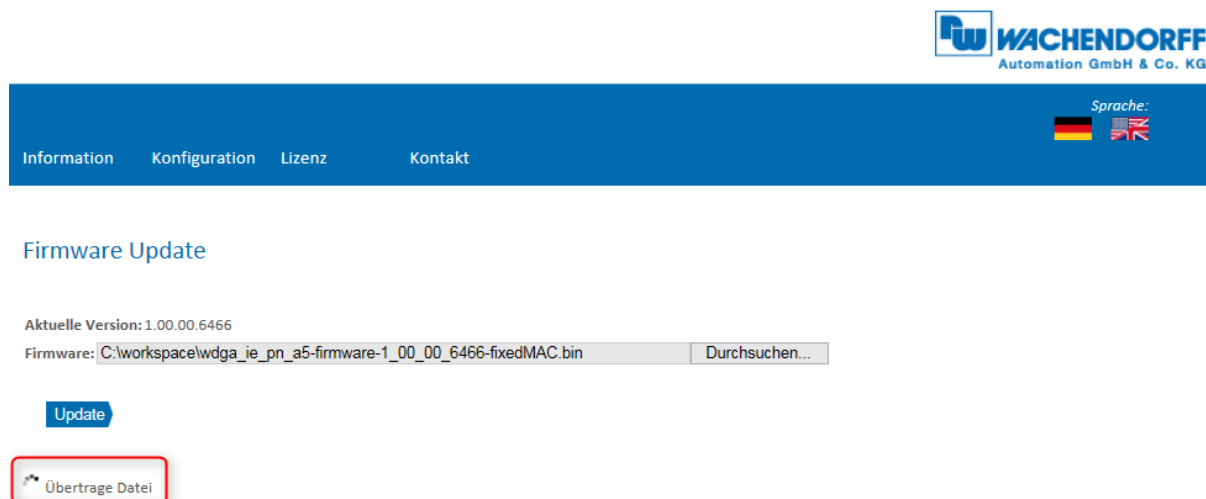 WACHENDORFF
Automation GmbH & Co. KG
Sprache:
Information Konfiguration Lizenz Kontakt
Firmware Update
Aktuelle Version: 1.00.00.6466
Firmware: C:\workspace\wdga_ie_pn_a5-firmware-1_00_00_6466-fixedMAC.bin Durchsuchen...
Update
Übertrage Datei